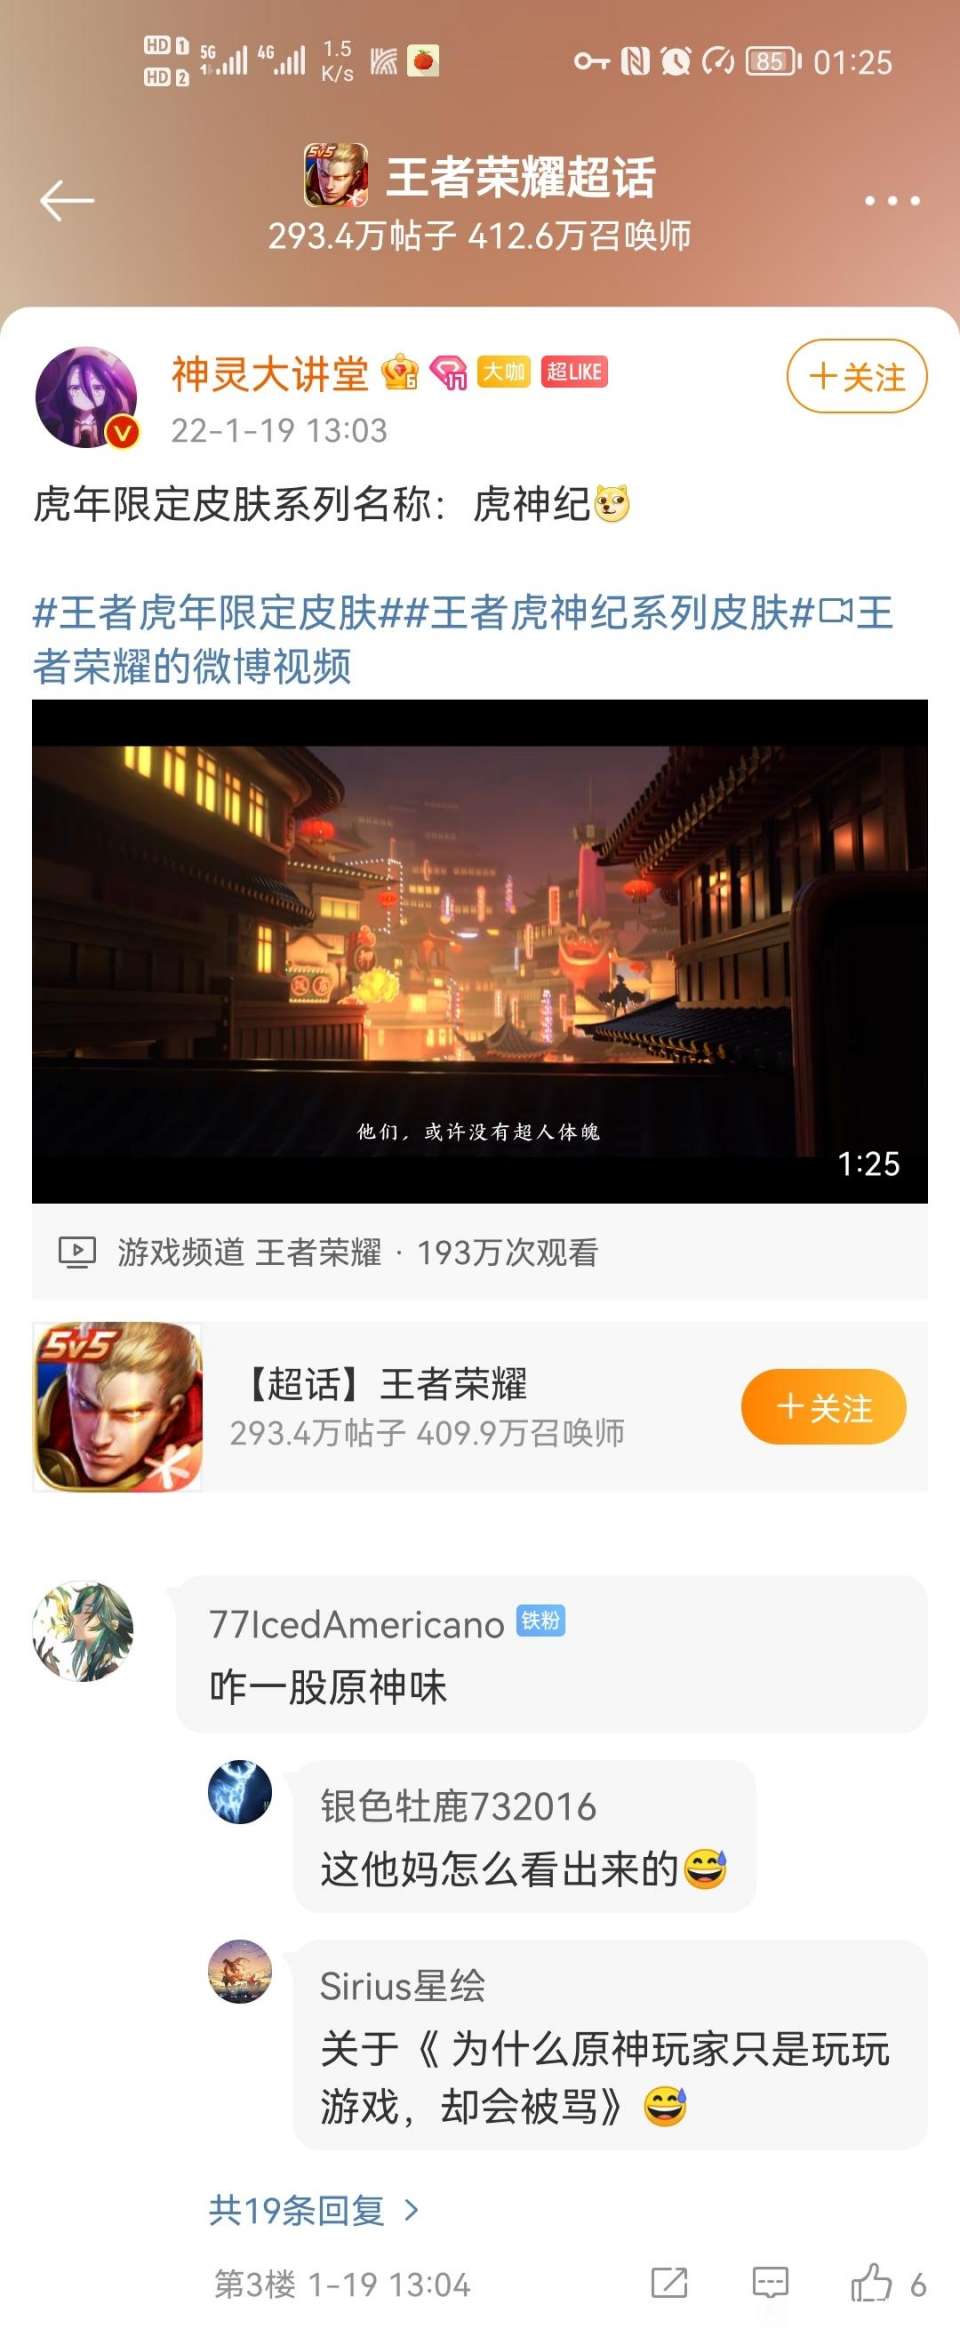 HD 1 5G 4G 1.5 85 01:25
HD 2 K/s
5v5
王者荣耀超话
293.4万帖子 412.6万召唤师
神灵大讲堂 6 17 大咖 超LIKE
+关注
22-1-19 13:03
虎年限定皮肤系列名称：虎神纪
#王者虎年限定皮肤##王者虎神纪系列皮肤#王
者荣耀的微博视频
他们，或许没有超人体魄
1:25
游戏频道 王者荣耀 · 193万次观看
5v5
【超话】王者荣耀
293.4万帖子 409.9万召唤师
+关注
77IcedAmericano 铁粉
咋一股原神味
银色牡鹿732016
这他妈怎么看出来的😅
Sirius星绘
关于《 为什么原神玩家只是玩玩
游戏，却会被骂》😅
共19条回复 >
第3楼 1-19 13:04
6